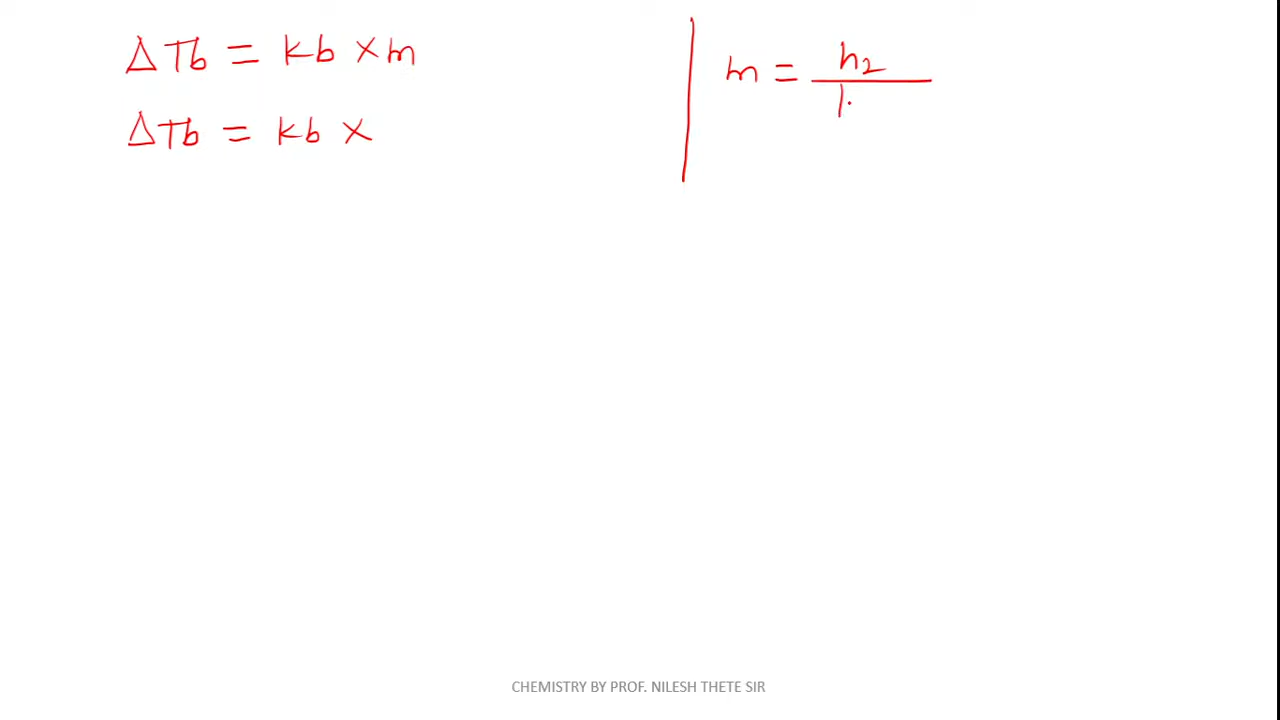 ΔTb = Kb × m
ΔTb = Kb ×
m = n₂
CHEMISTRY BY PROF. NILESH THETE SIR